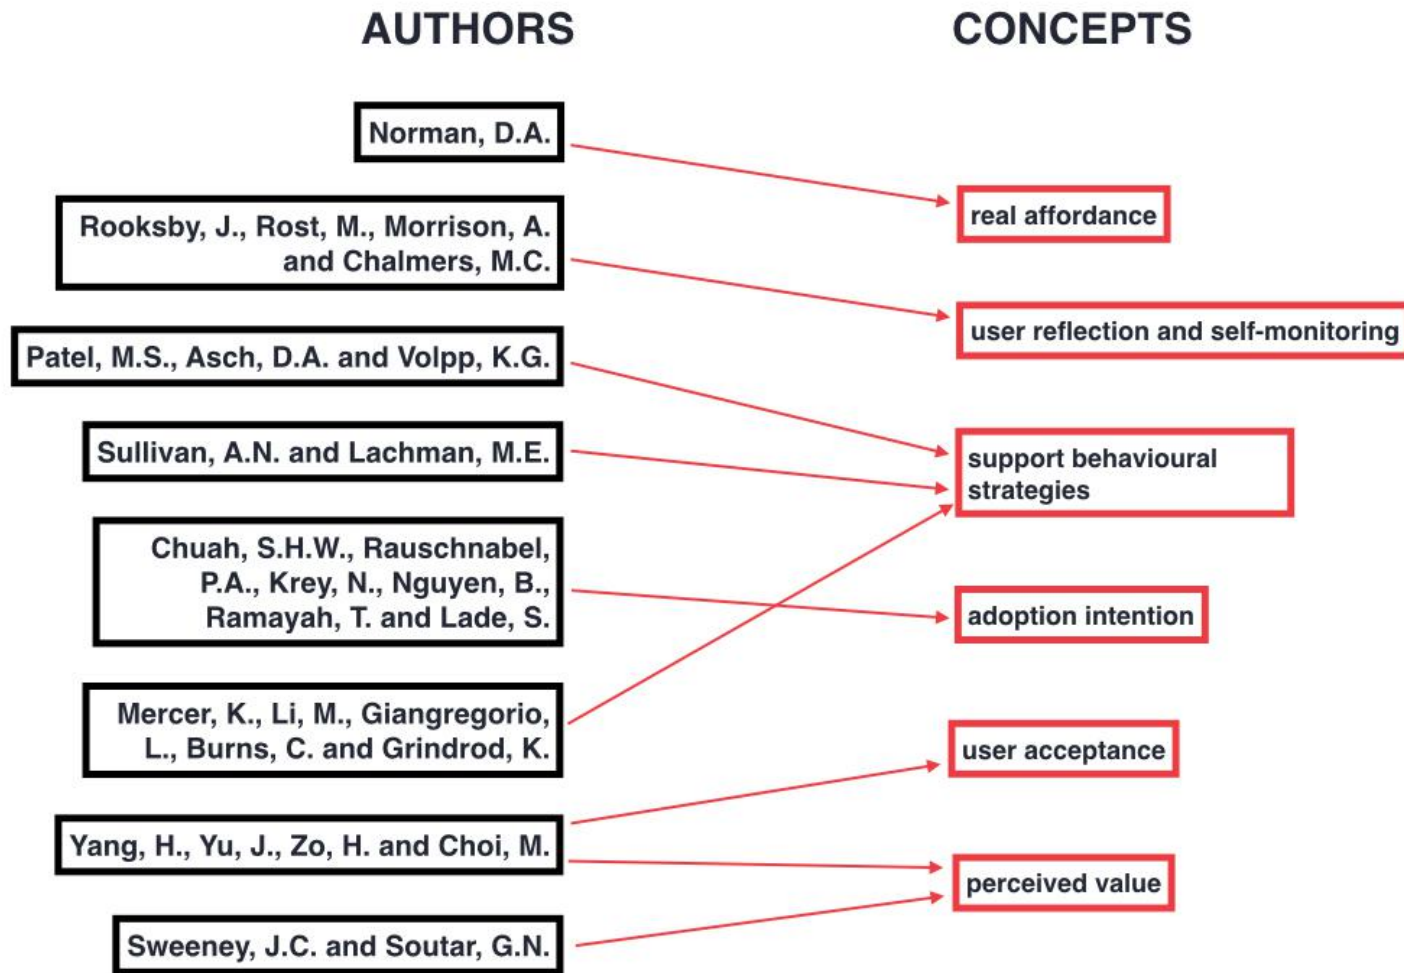 AUTHORS
CONCEPTS
Norman, D.A.
Rooksby, J., Rost, M., Morrison, A.
and Chalmers, M.C.
Patel, M.S., Asch, D.A. and Volpp, K.G.
Sullivan, A.N. and Lachman, M.E.
Chuah, S.H.W., Rauschnabel,
P.A., Krey, N., Nguyen, B.,
Ramayah, T. and Lade, S.
Mercer, K., Li, M., Giangregorio,
L., Burns, C. and Grindrod, K.
Yang, H., Yu, J., Zo, H. and Choi, M.
Sweeney, J.C. and Soutar, G.N.
real affordance
user reflection and self-monitoring
support behavioural
strategies
adoption intention
user acceptance
perceived value